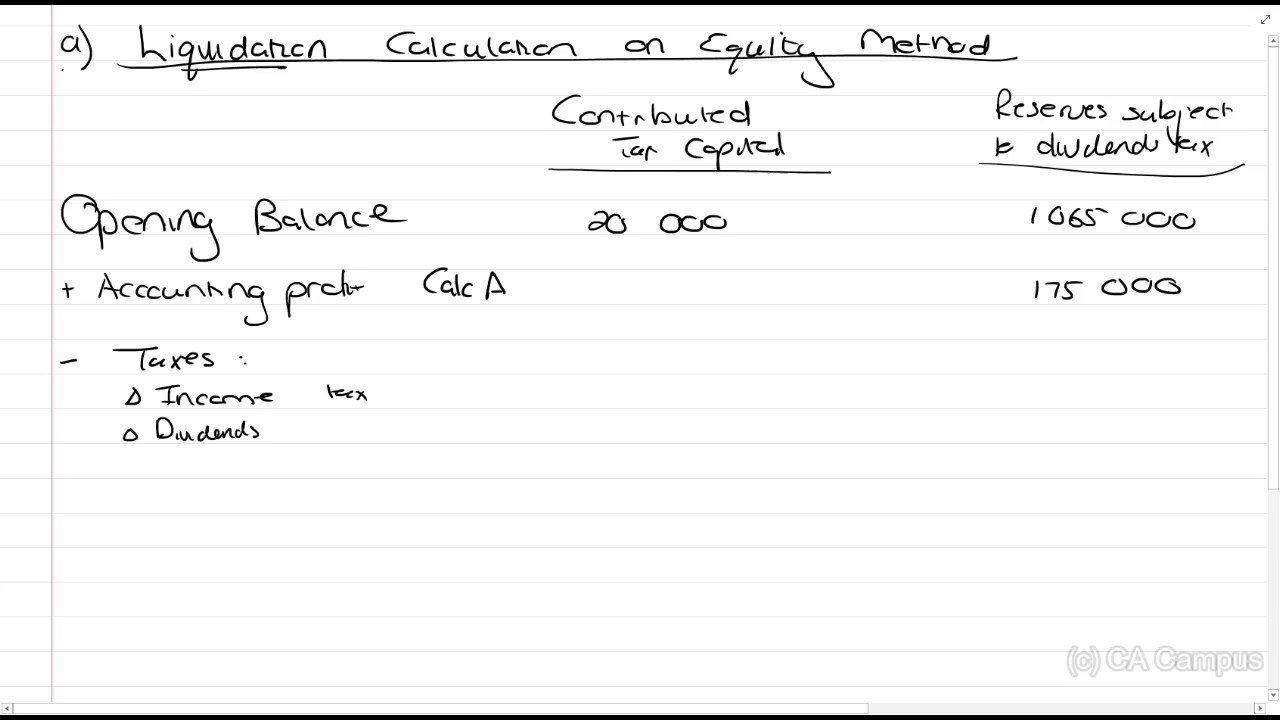 a) Liquidation Calculation on Equity Method
Contributed Tax Capital
Reserves subject to dividends tax
Opening Balance 20 000 1 065 000
+ Accounting profit Calc A 175 000
- Taxes :
Income tax
Dividends
(c) CA Campus